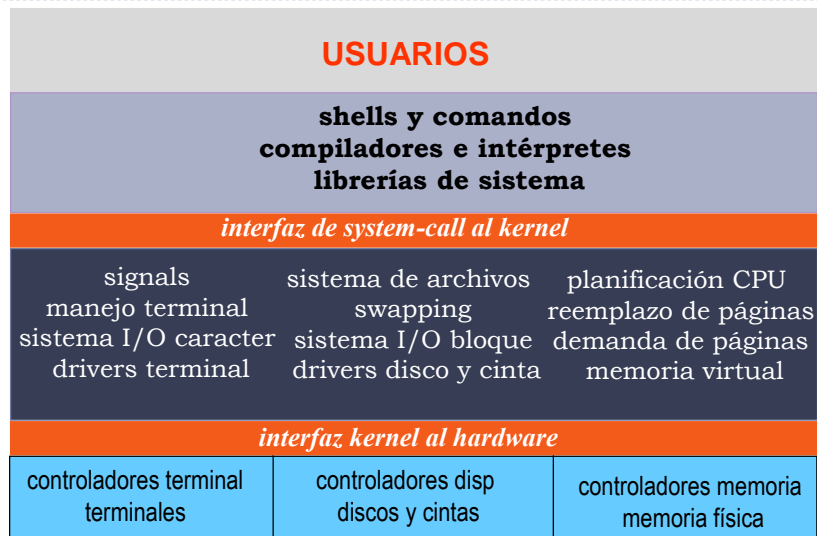 USUARIOS
shells y comandos
compiladores e intérpretes
librerías de sistema
interfaz de system-call al kernel
signals
manejo terminal
sistema I/O caracter
drivers terminal
sistema de archivos
swapping
sistema I/O bloque
drivers disco y cinta
planificación CPU
reemplazo de páginas
demanda de páginas
memoria virtual
interfaz kernel al hardware
controladores terminal
terminales
controladores disp
discos y cintas
controladores memoria
memoria física